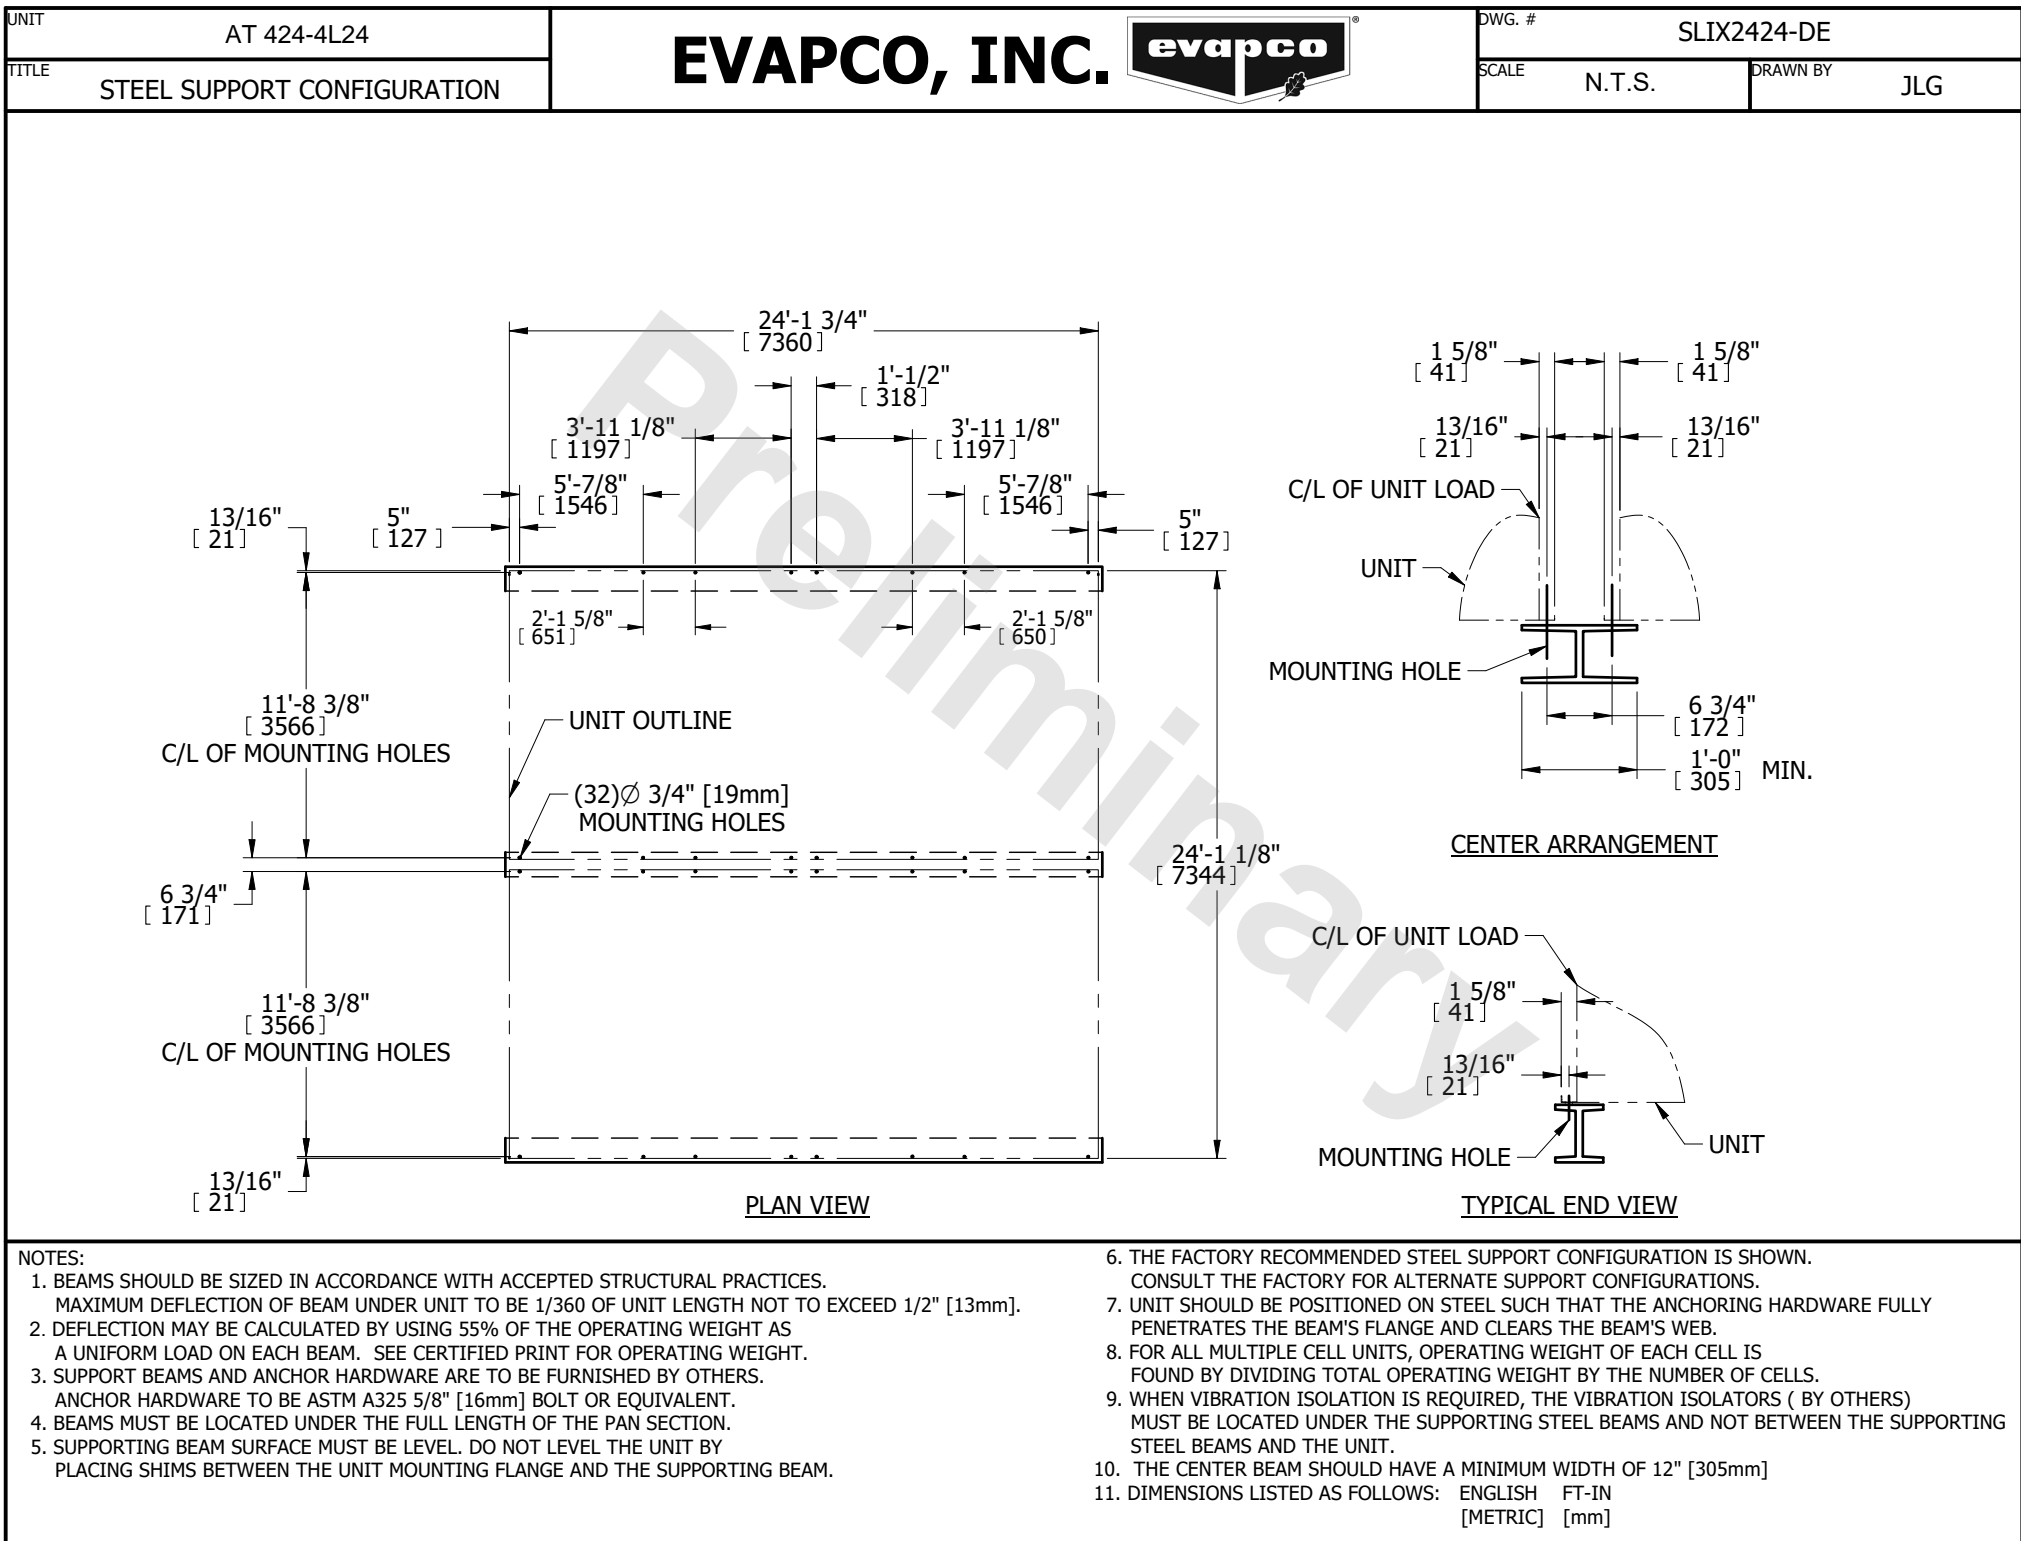 UNIT
AT 424-4L24
TITLE
STEEL SUPPORT CONFIGURATION
EVAPCO, INC.
evapco
®
DWG. #
SLIX2424-DE
SCALE
N.T.S.
DRAWN BY
JLG
Preliminary
24'-1 3/4"
[ 7360]
1'-1/2"
[ 318]
3'-11 1/8"
[ 1197]
3'-11 1/8"
[ 1197]
5'-7/8"
[ 1546]
5'-7/8"
[ 1546]
13/16"
[ 21]
5"
[ 127 ]
5"
[ 127]
2'-1 5/8"
[ 651]
2'-1 5/8"
[ 650]
11'-8 3/8"
[ 3566]
C/L OF MOUNTING HOLES
UNIT OUTLINE
(32)Ø 3/4" [19mm]
MOUNTING HOLES
6 3/4"
[ 171]
24'-1 1/8"
[ 7344]
11'-8 3/8"
[ 3566]
C/L OF MOUNTING HOLES
13/16"
[ 21]
PLAN VIEW
1 5/8"
[ 41]
1 5/8"
[ 41]
13/16"
[ 21]
13/16"
[ 21]
C/L OF UNIT LOAD
UNIT
MOUNTING HOLE
6 3/4"
[ 172 ]
1'-0"
[ 305]
MIN.
CENTER ARRANGEMENT
C/L OF UNIT LOAD
1 5/8"
[ 41]
13/16"
[ 21]
MOUNTING HOLE
UNIT
TYPICAL END VIEW
NOTES:
1. BEAMS SHOULD BE SIZED IN ACCORDANCE WITH ACCEPTED STRUCTURAL PRACTICES.
MAXIMUM DEFLECTION OF BEAM UNDER UNIT TO BE 1/360 OF UNIT LENGTH NOT TO EXCEED 1/2" [13mm].
2. DEFLECTION MAY BE CALCULATED BY USING 55% OF THE OPERATING WEIGHT AS
A UNIFORM LOAD ON EACH BEAM. SEE CERTIFIED PRINT FOR OPERATING WEIGHT.
3. SUPPORT BEAMS AND ANCHOR HARDWARE ARE TO BE FURNISHED BY OTHERS.
ANCHOR HARDWARE TO BE ASTM A325 5/8" [16mm] BOLT OR EQUIVALENT.
4. BEAMS MUST BE LOCATED UNDER THE FULL LENGTH OF THE PAN SECTION.
5. SUPPORTING BEAM SURFACE MUST BE LEVEL. DO NOT LEVEL THE UNIT BY
PLACING SHIMS BETWEEN THE UNIT MOUNTING FLANGE AND THE SUPPORTING BEAM.
6. THE FACTORY RECOMMENDED STEEL SUPPORT CONFIGURATION IS SHOWN.
CONSULT THE FACTORY FOR ALTERNATE SUPPORT CONFIGURATIONS.
7. UNIT SHOULD BE POSITIONED ON STEEL SUCH THAT THE ANCHORING HARDWARE FULLY
PENETRATES THE BEAM'S FLANGE AND CLEARS THE BEAM'S WEB.
8. FOR ALL MULTIPLE CELL UNITS, OPERATING WEIGHT OF EACH CELL IS
FOUND BY DIVIDING TOTAL OPERATING WEIGHT BY THE NUMBER OF CELLS.
9. WHEN VIBRATION ISOLATION IS REQUIRED, THE VIBRATION ISOLATORS ( BY OTHERS)
MUST BE LOCATED UNDER THE SUPPORTING STEEL BEAMS AND NOT BETWEEN THE SUPPORTING
STEEL BEAMS AND THE UNIT.
10. THE CENTER BEAM SHOULD HAVE A MINIMUM WIDTH OF 12" [305mm]
11. DIMENSIONS LISTED AS FOLLOWS: ENGLISH FT-IN
[METRIC] [mm]